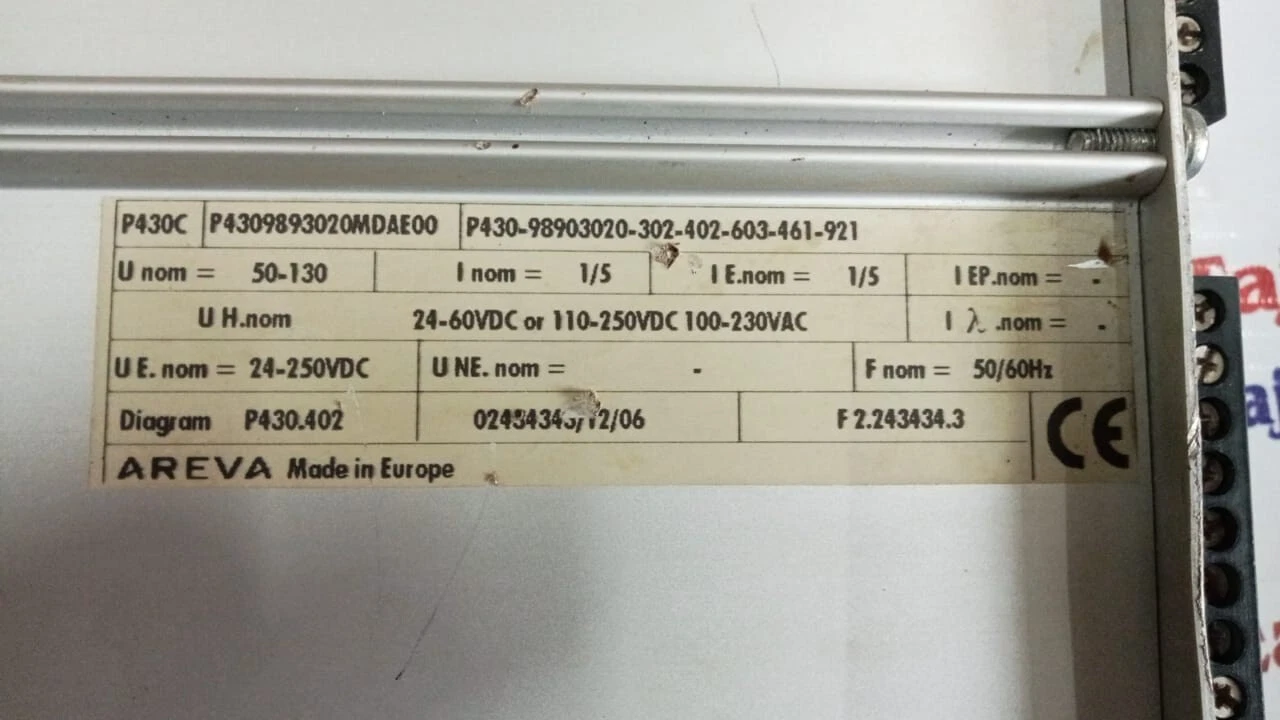 P430C P4309893020MDAE00 P430-98903020-302-402-603-461-921
U nom = 50-130 I nom = 1/5 I E.nom = 1/5 I EP.nom = -
U H.nom 24-60VDC or 110-250VDC 100-230VAC I λ .nom = -
U E. nom = 24-250VDC U NE. nom = - F nom = 50/60Hz
Diagram P430.402 F 2.243434.3 CE
AREVA Made in Europe